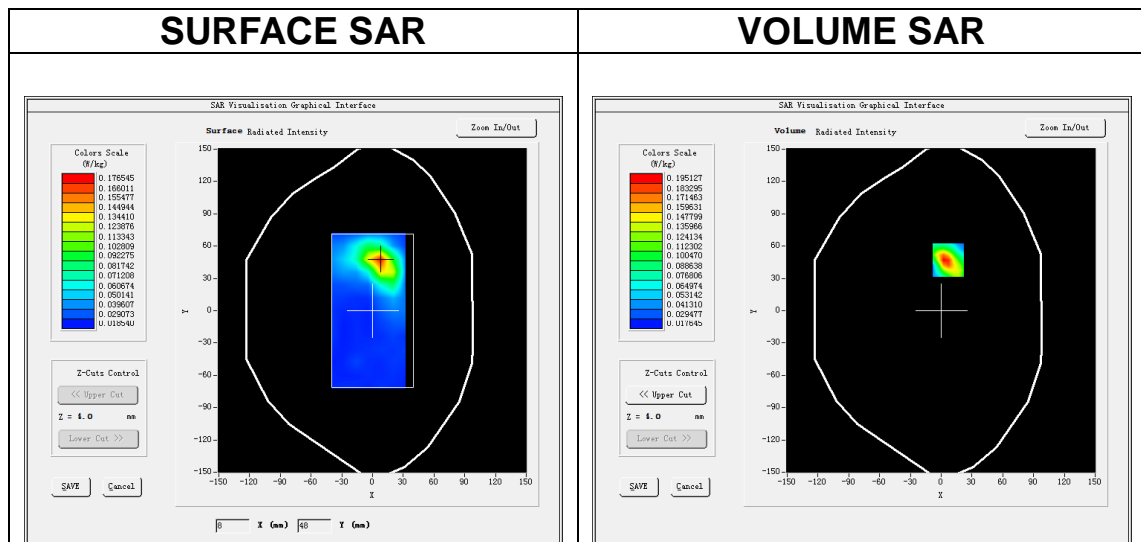 SURFACE SAR
SAR Visualisation Graphical Interface
Surface Radiated Intensity
Zoom In/Out
Colors Scale
(W/kg)
0.176545
0.166011
0.155477
0.144944
0.134410
0.123876
0.113343
0.102809
0.092275
0.081742
0.071208
0.060674
0.050141
0.039607
0.029073
0.018540
Z-Cuts Control
<< Upper Cut
Z = 4.0 mm
Lower Cut >>
SAVE Cancel
150
120
90
60
30
0
-30
-60
-90
-120
-150
Y
-150 -120 -90 -60 -30 0 30 60 90 120 150
X
8 X (mm) 48 Y (mm)
VOLUME SAR
SAR Visualisation Graphical Interface
Volume Radiated Intensity
Zoom In/Out
Colors Scale
(W/kg)
0.195127
0.183295
0.171463
0.159631
0.147799
0.135966
0.124134
0.112302
0.100470
0.088638
0.076806
0.064974
0.053142
0.041310
0.029477
0.017645
Z-Cuts Control
<< Upper Cut
Z = 4.0 mm
Lower Cut >>
SAVE Cancel
150
120
90
60
30
0
-30
-60
-90
-120
-150
Y
-150 -120 -90 -60 -30 0 30 60 90 120 150
X